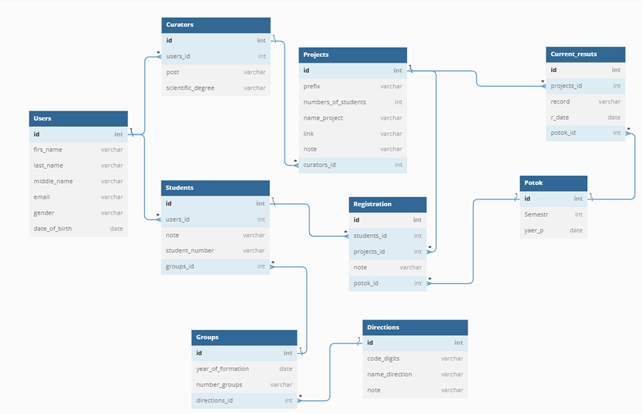 Curators
id int
users_id int
post varchar
scientific_degree varchar
Projects
id int
prefix varchar
numbers_of_students int
name_project varchar
link varchar
note varchar
curators_id int
Current_resuts
id int
projects_id int
record varchar
r_date date
potok_id int
Users
id int
firs_name varchar
last_name varchar
middle_name varchar
email varchar
gender varchar
date_of_birth date
Students
id int
users_id int
note varchar
student_number varchar
groups_id int
Registration
id int
students_id int
projects_id int
note varchar
potok_id int
Potok
id int
Semestr int
yaer_p date
Groups
id int
year_of_formation date
number_groups varchar
directions_id int
Directions
id int
code_digits varchar
name_direction varchar
note varchar
1 * 1 * 1 * * 1 * 1 * 1 * * * 1 1 * 1 * 1